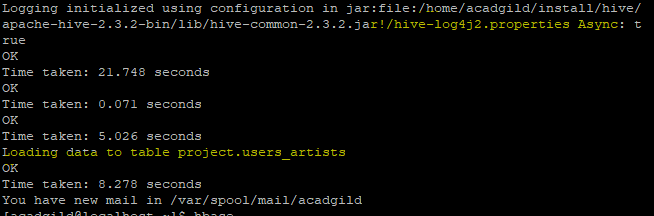 Logging initialized using configuration in jar:file:/home/acadgild/install/hive/
apache-hive-2.3.2-bin/lib/hive-common-2.3.2.jar!/hive-log4j2.properties Async: t
rue
OK
Time taken: 21.748 seconds
OK
Time taken: 0.071 seconds
OK
Time taken: 5.026 seconds
Loading data to table project.users_artists
OK
Time taken: 8.278 seconds
You have new mail in /var/spool/mail/acadgild
[acadgild@localhost ~]$ hbase